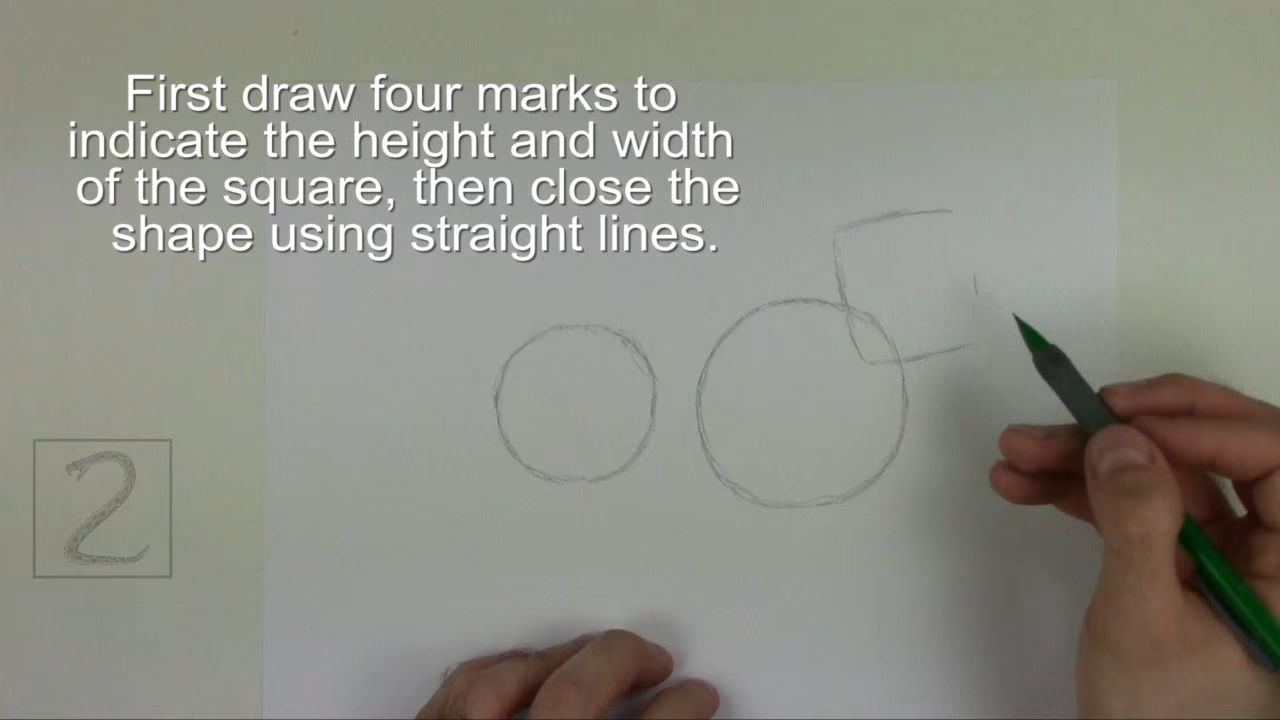 First draw four marks to
indicate the height and width
of the square, then close the
shape using straight lines.
2